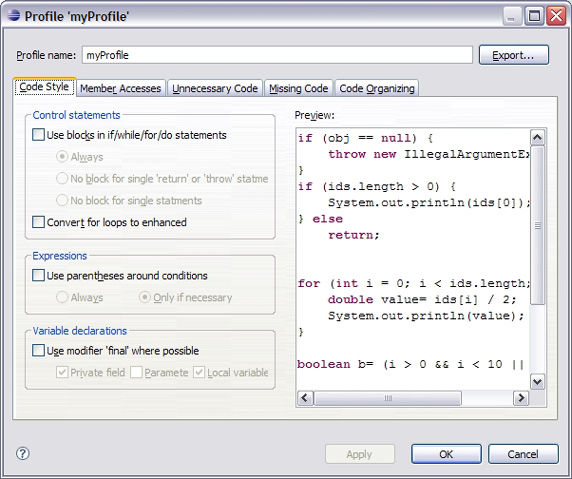 Profile 'myProfile'
Profile name: myProfile Export...
Code Style Member Accesses Unnecessary Code Missing Code Code Organizing
Control statements
Use blocks in if/while/for/do statements
Always
No block for single 'return' or 'throw' statme
No block for single statments
Convert for loops to enhanced
Expressions
Use parentheses around conditions
Always Only if necessary
Variable declarations
Use modifier 'final' where possible
Private field Paramete Local variable
Preview:
if (obj == null) {
throw new IllegalArgumentEx
}
if (ids.length > 0) {
System.out.println(ids[0]);
} else
return;
for (int i = 0; i < ids.length;
double value= ids[i] / 2;
System.out.println(value);
}
boolean b= (i > 0 && i < 10 ||
? Apply OK Cancel